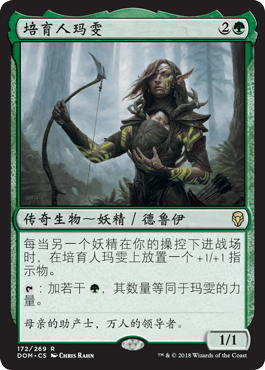 培育人玛雯 2
传奇生物～妖精／德鲁伊
每当另一个妖精在你的操控下进战场
时，在培育人玛雯上放置一个 +1/+1 指
示物。
：加若干，其数量等同于玛雯的力
量。
母亲的助产士，万人的领导者。
1/1
172/269 R
DOM • CS CHRIS RAHN
™ & © 2018 Wizards of the Coast